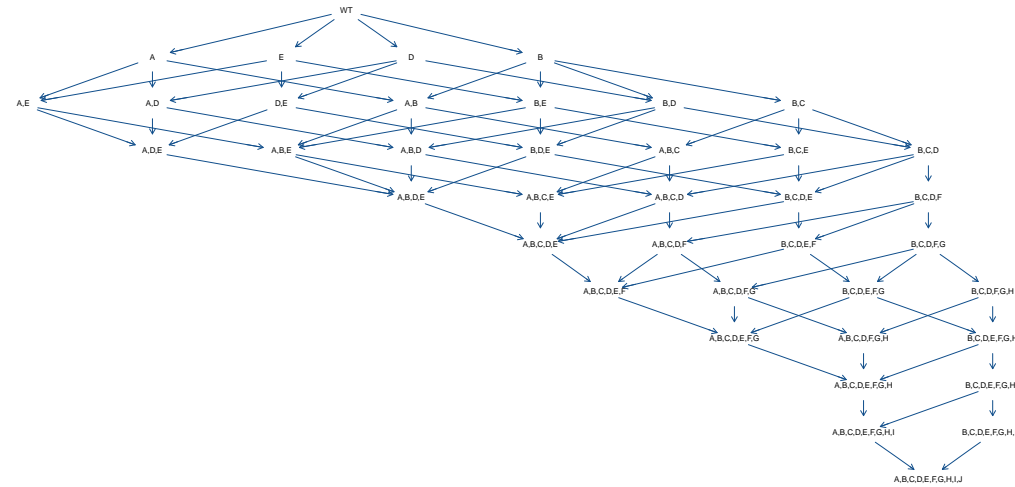 WT
A E D B
A,E A,D D,E A,B B,E B,D B,C
A,D,E A,B,E A,B,D B,D,E A,B,C B,C,E B,C,D
A,B,D,E A,B,C,E A,B,C,D B,C,D,E B,C,D,F
A,B,C,D,E A,B,C,D,F B,C,D,E,F B,C,D,F,G
A,B,C,D,E,F A,B,C,D,F,G B,C,D,E,F,G B,C,D,F,G,H
A,B,C,D,E,F,G A,B,C,D,F,G,H B,C,D,E,F,G,H
A,B,C,D,E,F,G,H B,C,D,E,F,G,H
A,B,C,D,E,F,G,H,I B,C,D,E,F,G,H,
A,B,C,D,E,F,G,H,I,J